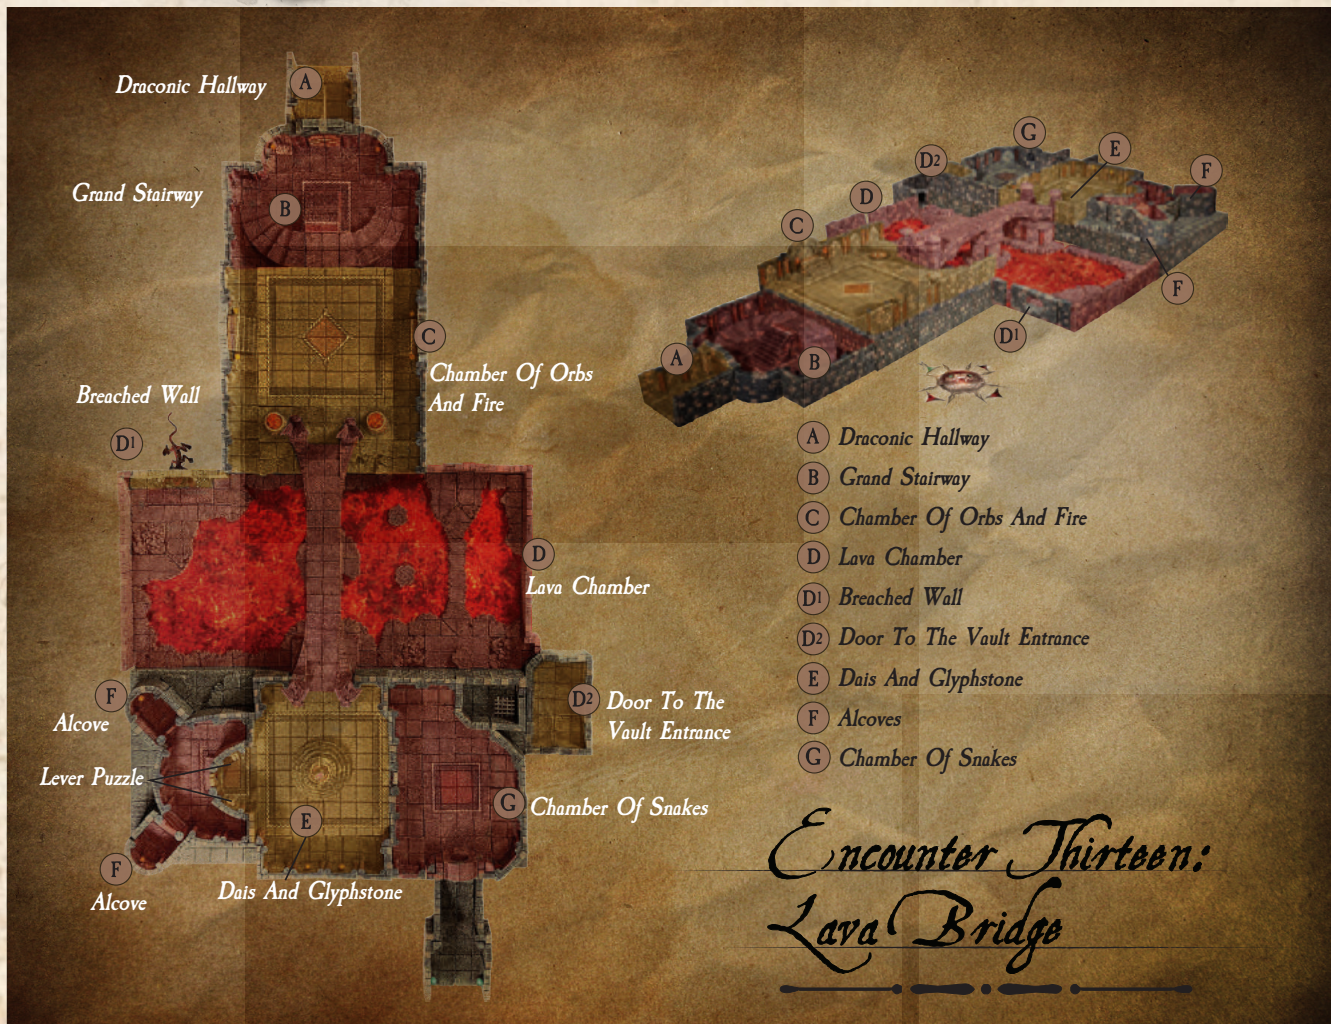 Draconic Hallway
A
Grand Stairway
B
C
Chamber Of Orbs
And Fire
Breached Wall
D1
D
Lava Chamber
F
Alcove
D2
Door To The
Vault Entrance
Lever Puzzle
E
G
Chamber Of Snakes
F
Alcove
Dais And Glyphstone
G
D2
E
F
D
C
F
D1
A
B
A Draconic Hallway
B Grand Stairway
C Chamber Of Orbs And Fire
D Lava Chamber
D1 Breached Wall
D2 Door To The Vault Entrance
E Dais And Glyphstone
F Alcoves
G Chamber Of Snakes
Encounter Thirteen:
Lava Bridge